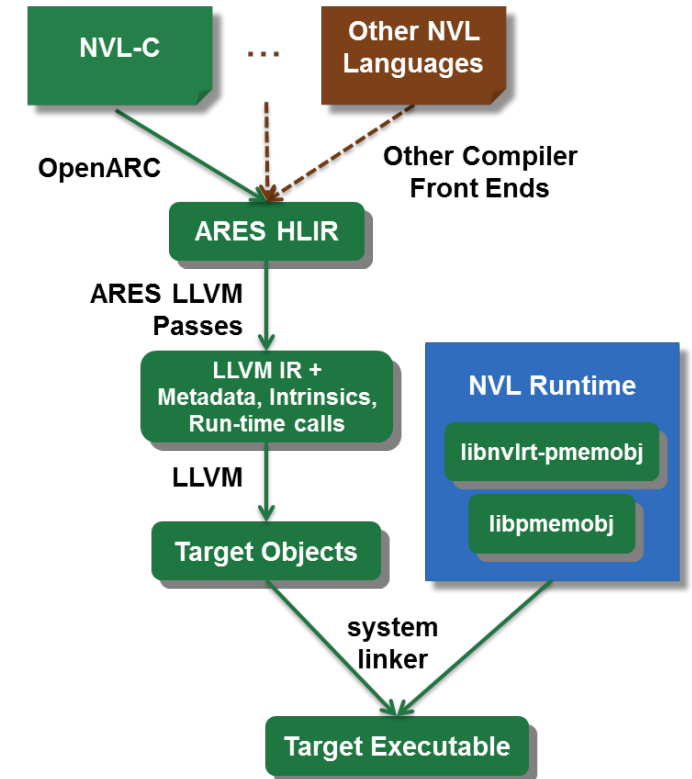 NVL-C
...
Other NVL
Languages
OpenARC
Other Compiler
Front Ends
ARES HLIR
ARES LLVM
Passes
LLVM IR +
Metadata, Intrinsics,
Run-time calls
NVL Runtime
libnvlrt-pmemobj
libpmemobj
LLVM
Target Objects
system
linker
Target Executable